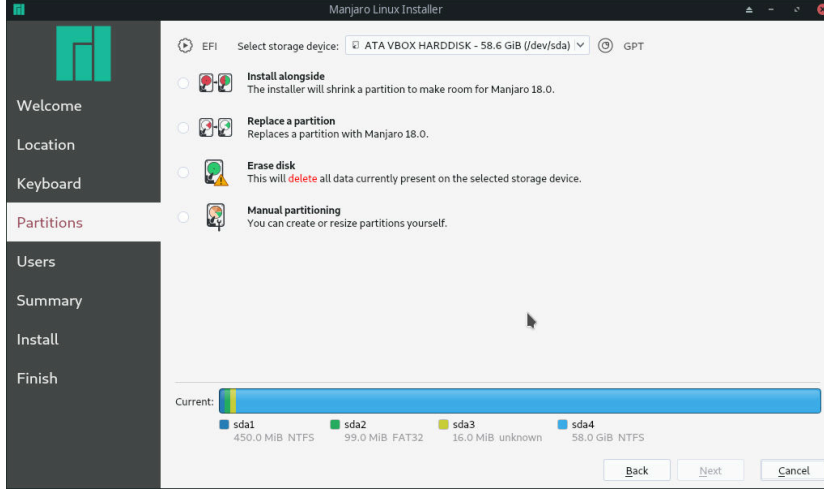 Manjaro Linux Installer
EFI Select storage device: ATA VBOX HARDDISK - 58.6 GiB (/dev/sda) GPT
Install alongside
The installer will shrink a partition to make room for Manjaro 18.0.
Replace a partition
Replaces a partition with Manjaro 18.0.
Erase disk
This will delete all data currently present on the selected storage device.
Manual partitioning
You can create or resize partitions yourself.
Welcome
Location
Keyboard
Partitions
Users
Summary
Install
Finish
Current:
sda1 sda2 sda3 sda4
450.0 MiB NTFS 99.0 MiB FAT32 16.0 MiB unknown 58.0 GiB NTFS
Back Next Cancel